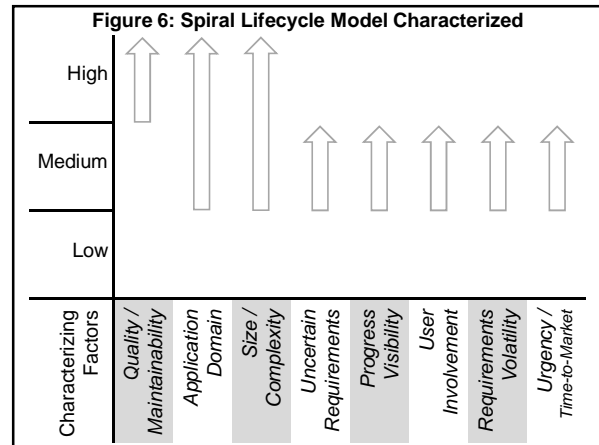 Figure 6: Spiral Lifecycle Model Characterized
High
Medium
Low
Characterizing
Factors
Quality /
Maintainability
Application
Domain
Size /
Complexity
Uncertain
Requirements
Progress
Visibility
User
Involvement
Requirements
Volatility
Urgency /
Time-to-Market